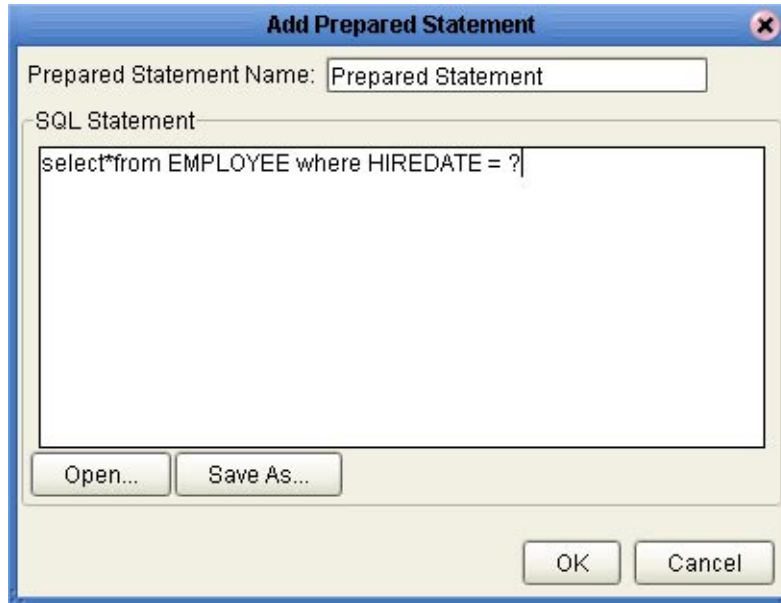 Add Prepared Statement
Prepared Statement Name: Prepared Statement
SQL Statement
select*from EMPLOYEE where HIREDATE = ?
Open... Save As...
OK Cancel